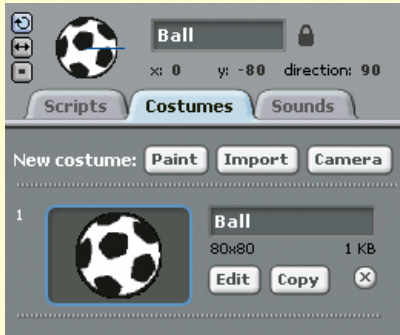 Ball
x: 0 y: -80 direction: 90
Scripts Costumes Sounds
New costume: Paint Import Camera
1
Ball
80x80 1 KB
Edit Copy